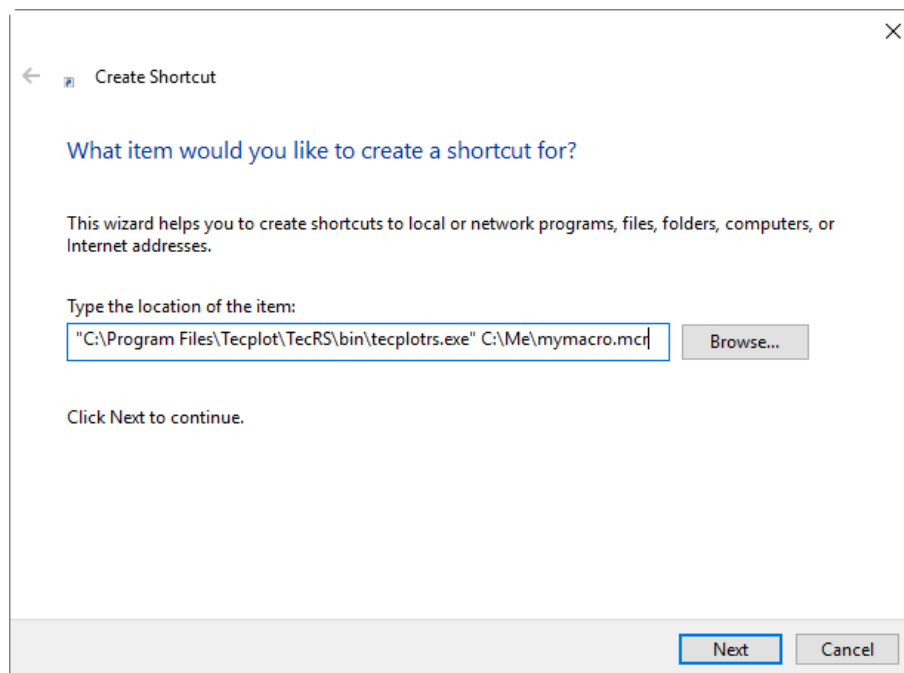 Create Shortcut
What item would you like to create a shortcut for?
This wizard helps you to create shortcuts to local or network programs, files, folders, computers, or
Internet addresses.
Type the location of the item:
"C:\Program Files\Tecplot\TecRS\bin\tecplotrs.exe" C:\Me\mymacro.mcr
Browse...
Click Next to continue.
Next
Cancel